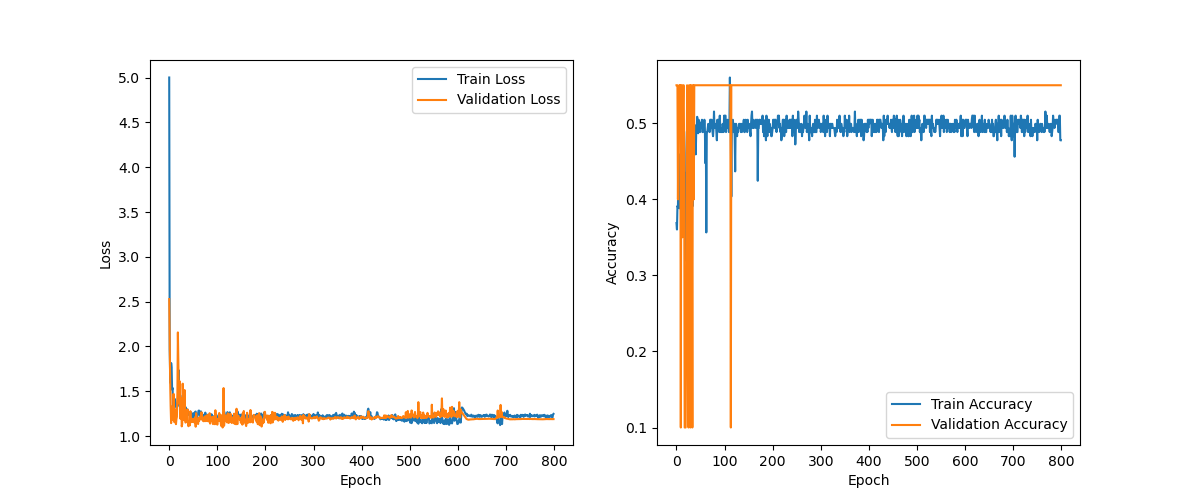 5.0
4.5
4.0
3.5
3.0
2.5
2.0
1.5
1.0
Loss
0 100 200 300 400 500 600 700 800
Epoch
Train Loss
Validation Loss
0.5
0.4
0.3
0.2
0.1
Accuracy
0 100 200 300 400 500 600 700 800
Epoch
Train Accuracy
Validation Accuracy